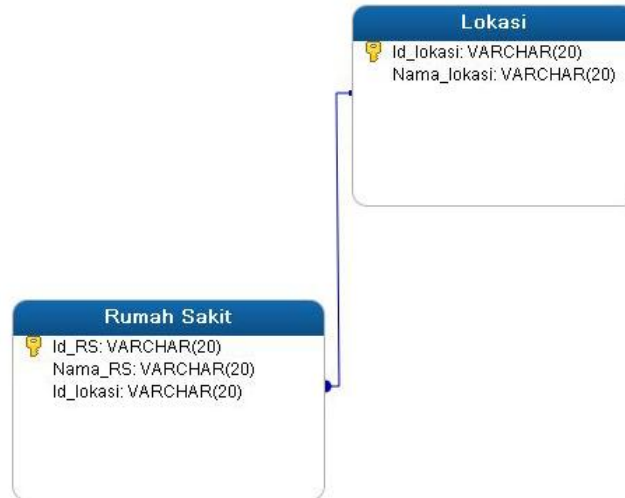 Lokasi
Id_lokasi: VARCHAR(20)
Nama_lokasi: VARCHAR(20)
Rumah Sakit
Id_RS: VARCHAR(20)
Nama_RS: VARCHAR(20)
Id_lokasi: VARCHAR(20)